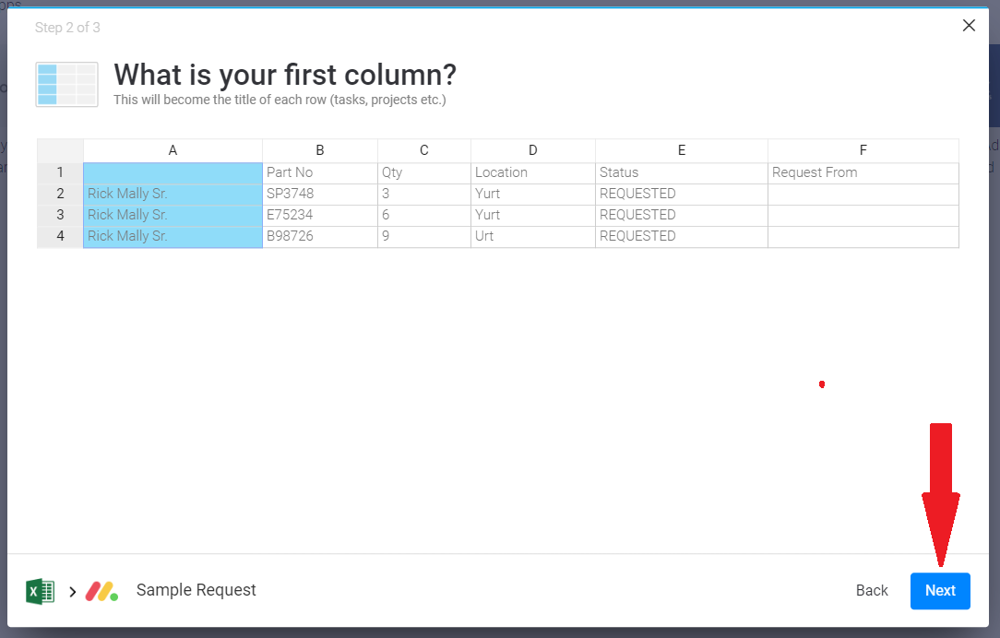 Step 2 of 3
What is your first column?
This will become the title of each row (tasks, projects etc.)
A B C D E F
1 Part No Qty Location Status Request From
2 Rick Mally Sr. SP3748 3 Yurt REQUESTED
3 Rick Mally Sr. E75234 6 Yurt REQUESTED
4 Rick Mally Sr. B98726 9 Urt REQUESTED
X Sample Request Back Next